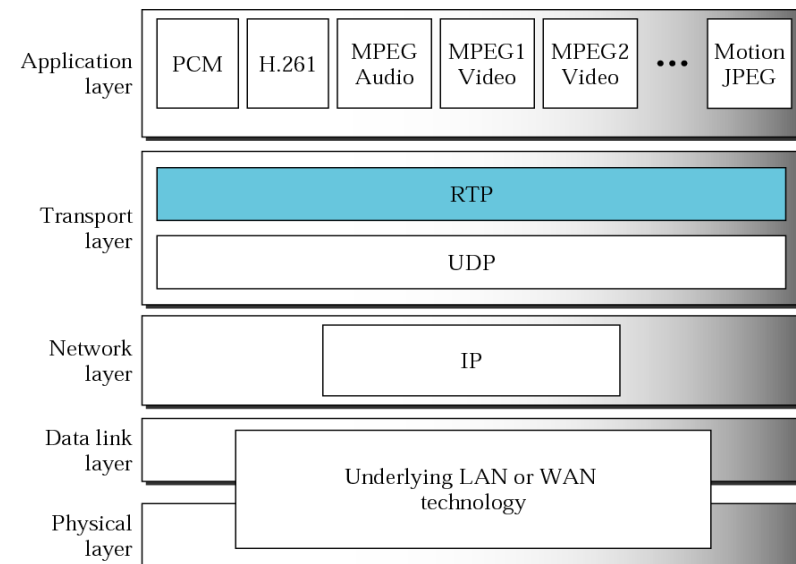 Application
layer
PCM
H.261
MPEG
Audio
MPEG1
Video
MPEG2
Video
•••
Motion
JPEG
Transport
layer
RTP
UDP
Network
layer
IP
Data link
layer
Underlying LAN or WAN
technology
Physical
layer